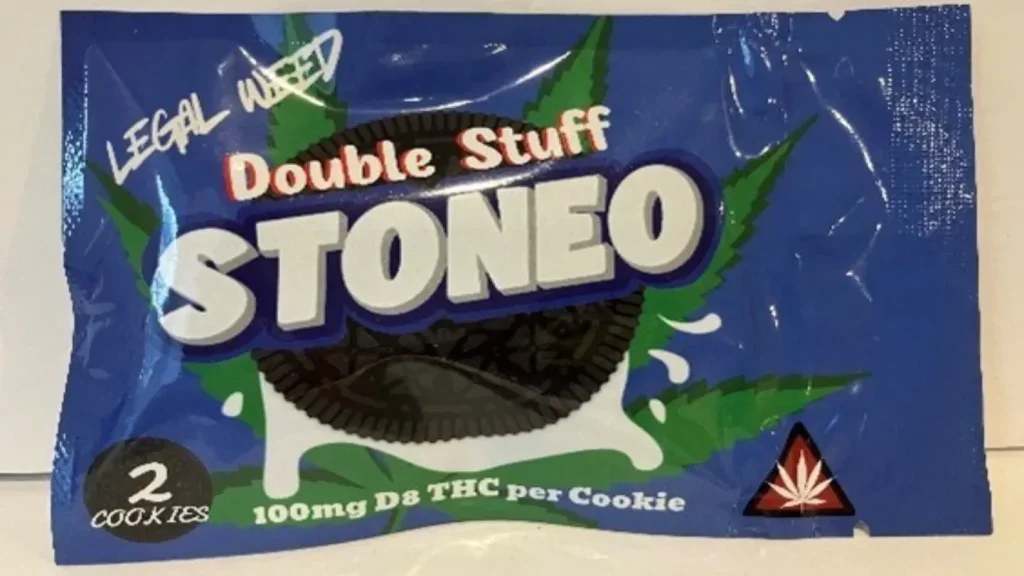 LEGAL WEED
Double Stuff
STONEO
2
COOKIES
100mg D8 THC per Cookie